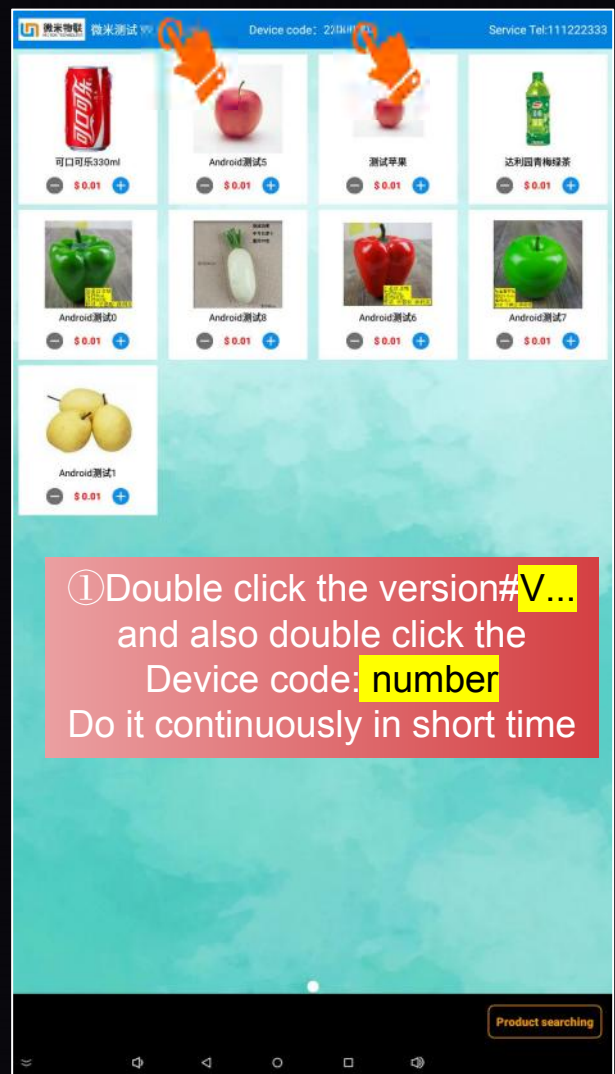 微米物联 微米测试 Device code: Service Tel:111222333
可口可乐
可口可乐330ml Android测试5 测试苹果 达利园青梅绿茶
$ 0.01 $ 0.01 $ 0.01 $ 0.01
Android测试0 Android测试8 Android测试6 Android测试7
$ 0.01 $ 0.01 $ 0.01 $ 0.01
Android测试1
$ 0.01
①Double click the version#V...
and also double click the
Device code: number
Do it continuously in short time
Product searching